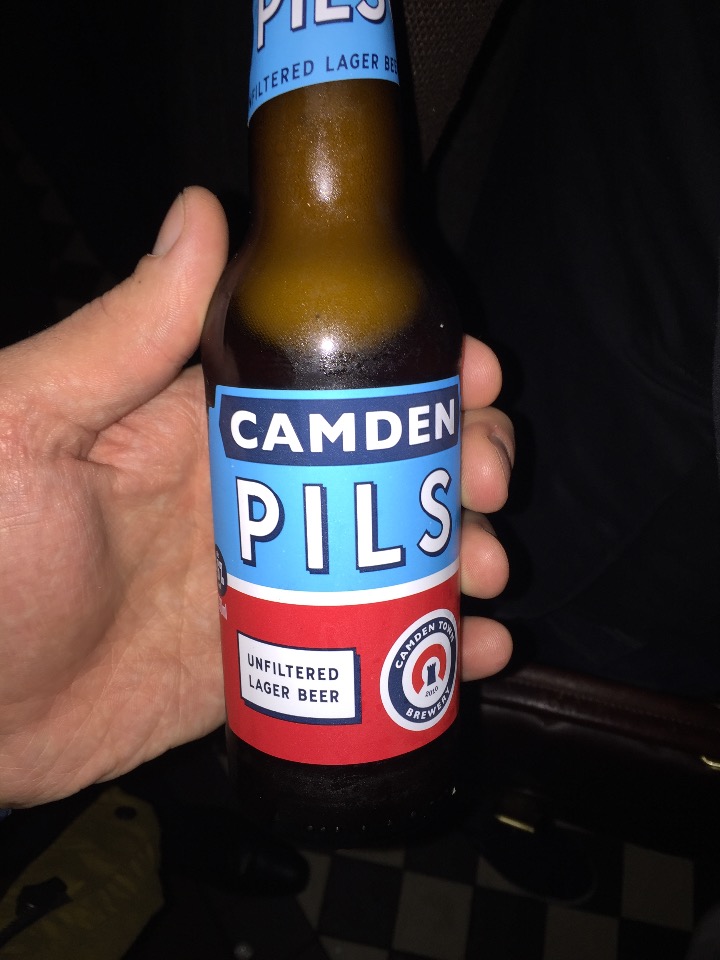 PILS
UNFILTERED LAGER BEER
CAMDEN
PILS
UNFILTERED
LAGER BEER
CAMDEN TOWN
2010
BREWERY